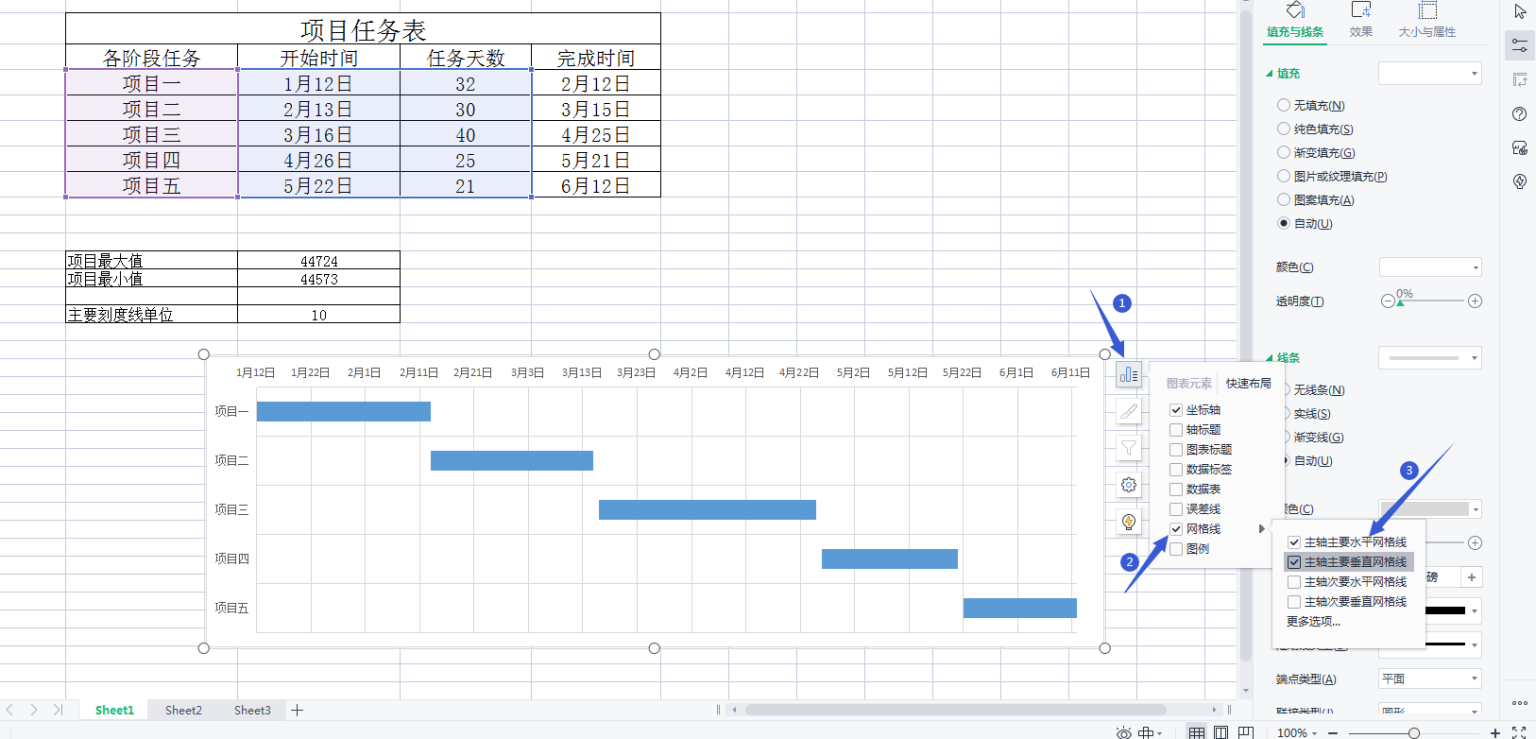 项目任务表
各阶段任务 开始时间 任务天数 完成时间
项目一 1月12日 32 2月12日
项目二 2月13日 30 3月15日
项目三 3月16日 40 4月25日
项目四 4月26日 25 5月21日
项目五 5月22日 21 6月12日
项目最大值 44724
项目最小值 44573
主要刻度线单位 10
1月12日 1月22日 2月1日 2月11日 2月21日 3月3日 3月13日 3月23日 4月2日 4月12日 4月22日 5月2日 5月12日 5月22日 6月1日 6月11日
项目一
项目二
项目三
项目四
项目五
1
2
3
图表元素 快速布局
坐标轴
轴标题
图表标题
数据标签
数据表
误差线
网格线
图例
主轴主要水平网格线
主轴主要垂直网格线
主轴次要水平网格线
主轴次要垂直网格线
更多选项...
填充与线条 效果 大小与属性
填充
无填充(N)
纯色填充(S)
渐变填充(G)
图片或纹理填充(P)
图案填充(A)
自动(U)
颜色(C)
透明度(T) 0%
线条
无线条(N)
实线(S)
渐变线(G)
自动(U)
色(C)
磅
端点类型(A) 平面
联接类型(J) 圆形
Sheet1 Sheet2 Sheet3
100%